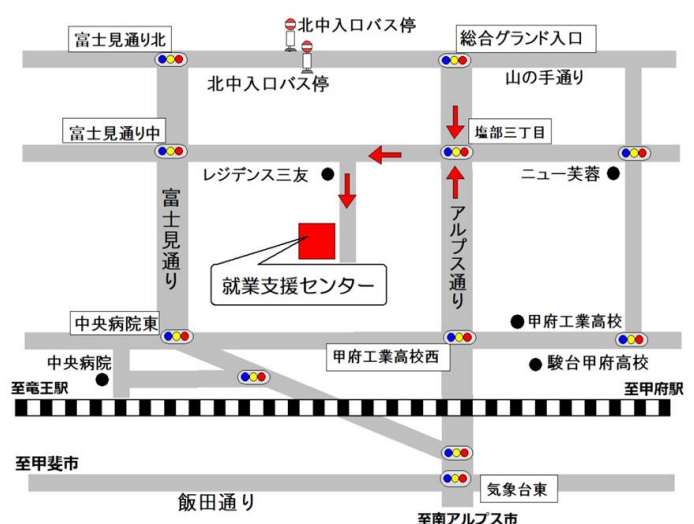 北中入口バス停
富士見通り北
総合グランド入口
北中入口バス停
山の手通り
富士見通り中
塩部三丁目
レジデンス三友
ニュー芙蓉
富士見通り
アルプス通り
就業支援センター
中央病院東
甲府工業高校
甲府工業高校西
中央病院
駿台甲府高校
至竜王駅
至甲府駅
至甲斐市
気象台東
飯田通り
至南アルプス市